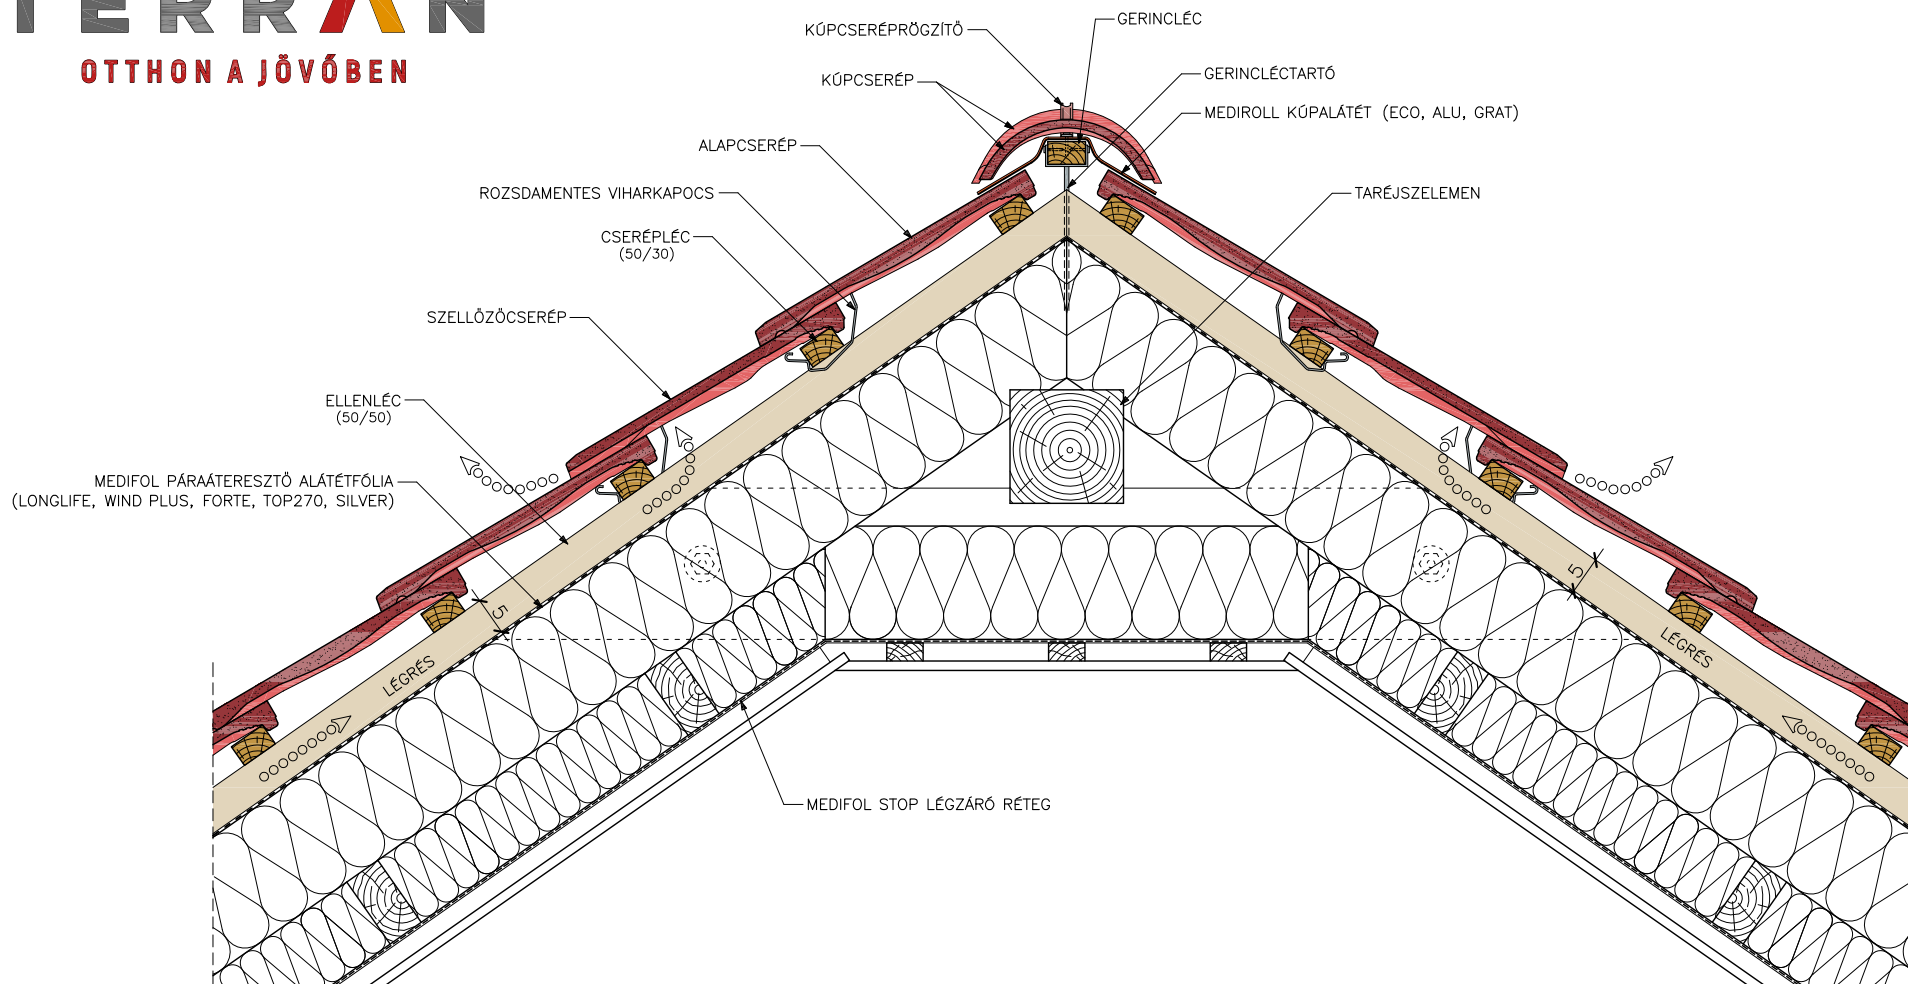 TERRAN
OTTHON A JÖVŐBEN
KÚPCSERÉPRÖGZÍTŐ
GERINCLÉC
KÚPCSERÉP
GERINCLÉCTARTÓ
MEDIROLL KÚPALÁTÉT (ECO, ALU, GRAT)
ALAPCSERÉP
ROZSDAMENTES VIHARKAPOCS
TARÉJSZELEMEN
CSERÉPLÉC
(50/30)
SZELLŐZŐCSERÉP
ELLENLÉC
(50/50)
MEDIFOL PÁRAÁTERESZTŐ ALÁTÉTFÓLIA
(LONGLIFE, WIND PLUS, FORTE, TOP270, SILVER)
5
5
LÉGRÉS
LÉGRÉS
MEDIFOL STOP LÉGZÁRÓ RÉTEG